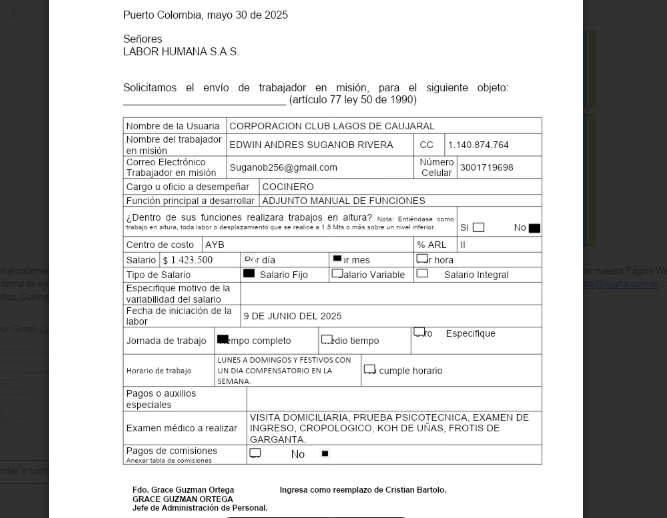 Puerto Colombia, mayo 30 de 2025
Señores
LABOR HUMANA S.A.S.
Solicitamos el envío de trabajador en misión, para el siguiente objeto:
______________________________ (artículo 77 ley 50 de 1990)
Nombre de la Usuaria CORPORACION CLUB LAGOS DE CAUJARAL
Nombre del trabajador en misión EDWIN ANDRES SUGANOB RIVERA CC 1.140.874.764
Correo Electrónico Trabajador en misión Suganob256@gmail.com Número Celular 3001719698
Cargo u oficio a desempeñar COCINERO
Función principal a desarrollar ADJUNTO MANUAL DE FUNCIONES
¿Dentro de sus funciones realizara trabajos en altura? Nota: Entiéndase como
trabajo en altura, toda labor o desplazamiento que se realice a 1.5 Mts o más sobre un nivel inferior. Si No
Centro de costo AYB % ARL II
Salario $ 1.423.500 Por día Por mes Por hora
Tipo de Salario Salario Fijo Salario Variable Salario Integral
Especifique motivo de la variabilidad del salario
Fecha de iniciación de la labor 9 DE JUNIO DEL 2025
Jornada de trabajo Tiempo completo Medio tiempo Otro Especifique
Horario de trabajo LUNES A DOMINGOS Y FESTIVOS CON
UN DIA COMPENSATORIO EN LA
SEMANA. No cumple horario
Pagos o auxilios especiales
Examen médico a realizar VISITA DOMICILIARIA, PRUEBA PSICOTECNICA, EXAMEN DE
INGRESO, CROPOLOGICO, KOH DE UÑAS, FROTIS DE
GARGANTA.
Pagos de comisiones
Anexar tabla de comisiones No
Fdo. Grace Guzman Ortega Ingresa como reemplazo de Cristian Bartolo.
GRACE GUZMAN ORTEGA
Jefe de Administración de Personal.